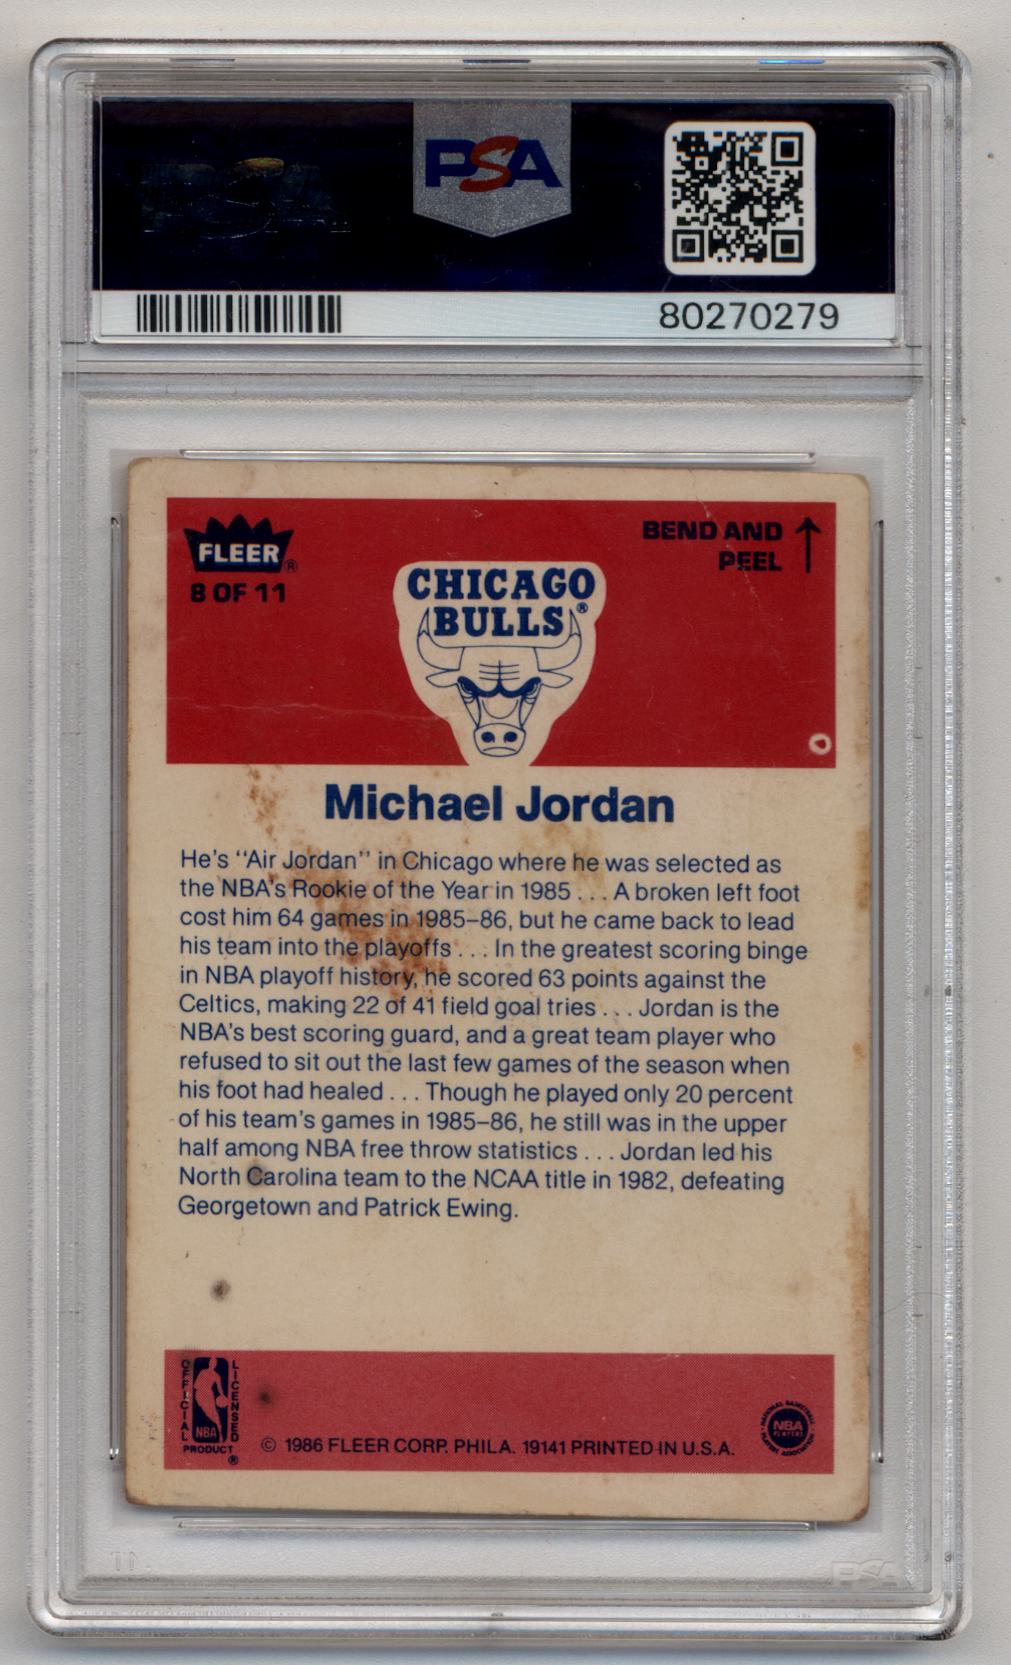 PSA
80270279
FLEER®
8 OF 11
BEND AND
PEEL
CHICAGO
BULLS®
Michael Jordan
He's "Air Jordan" in Chicago where he was selected as
the NBA's Rookie of the Year in 1985 . . . A broken left foot
cost him 64 games in 1985–86, but he came back to lead
his team into the playoffs . . . In the greatest scoring binge
in NBA playoff history, he scored 63 points against the
Celtics, making 22 of 41 field goal tries . . . Jordan is the
NBA's best scoring guard, and a great team player who
refused to sit out the last few games of the season when
his foot had healed . . . Though he played only 20 percent
of his team's games in 1985–86, he still was in the upper
half among NBA free throw statistics . . . Jordan led his
North Carolina team to the NCAA title in 1982, defeating
Georgetown and Patrick Ewing.
OFFICIAL
LICENSED
NBA
PRODUCT
®
© 1986 FLEER CORP. PHILA. 19141 PRINTED IN U.S.A.
NATIONAL BASKETBALL
NBA
PLAYERS
PLAYERS ASSOCIATION
PSA